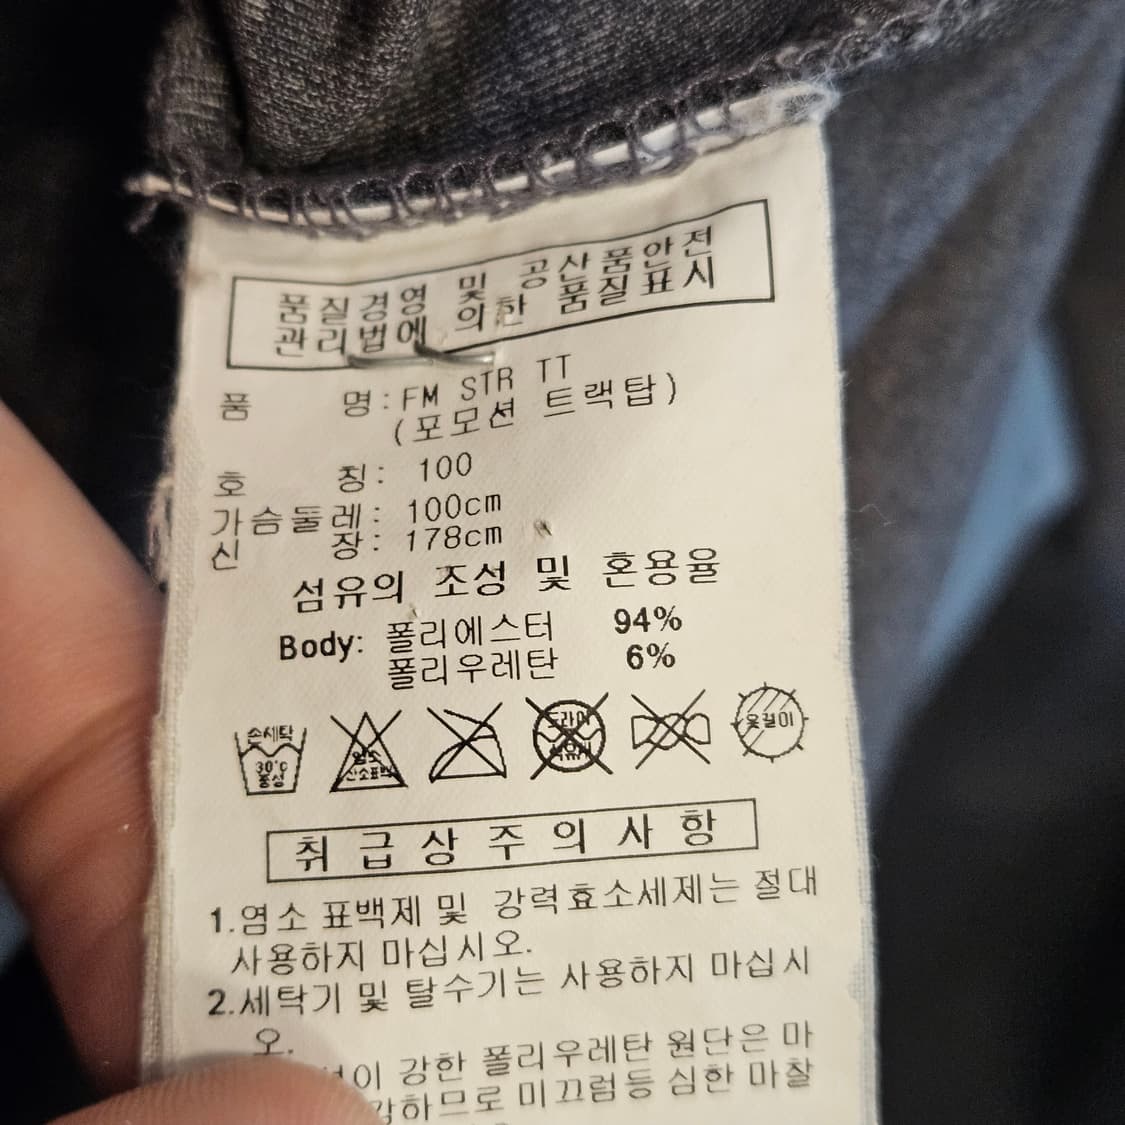 품질경영 및 공산품안전
관리법에 의한 품질표시
품 명: FM STR TT
(포모션 트랙탑)
호 칭: 100
가슴둘레: 100cm
신 장: 178cm
섬유의 조성 및 혼용율
Body: 폴리에스터 94%
폴리우레탄 6%
손세탁
30°c
중성
염소
산소표백
드라이
석유시
옷걸이
취급상주의사항
1.염소 표백제 및 강력효소세제는 절대
사용하지 마십시오.
2.세탁기 및 탈수기는 사용하지 마십시
오.
강한 폴리우레탄 원단은 마
미끄럼등 심한 마찰